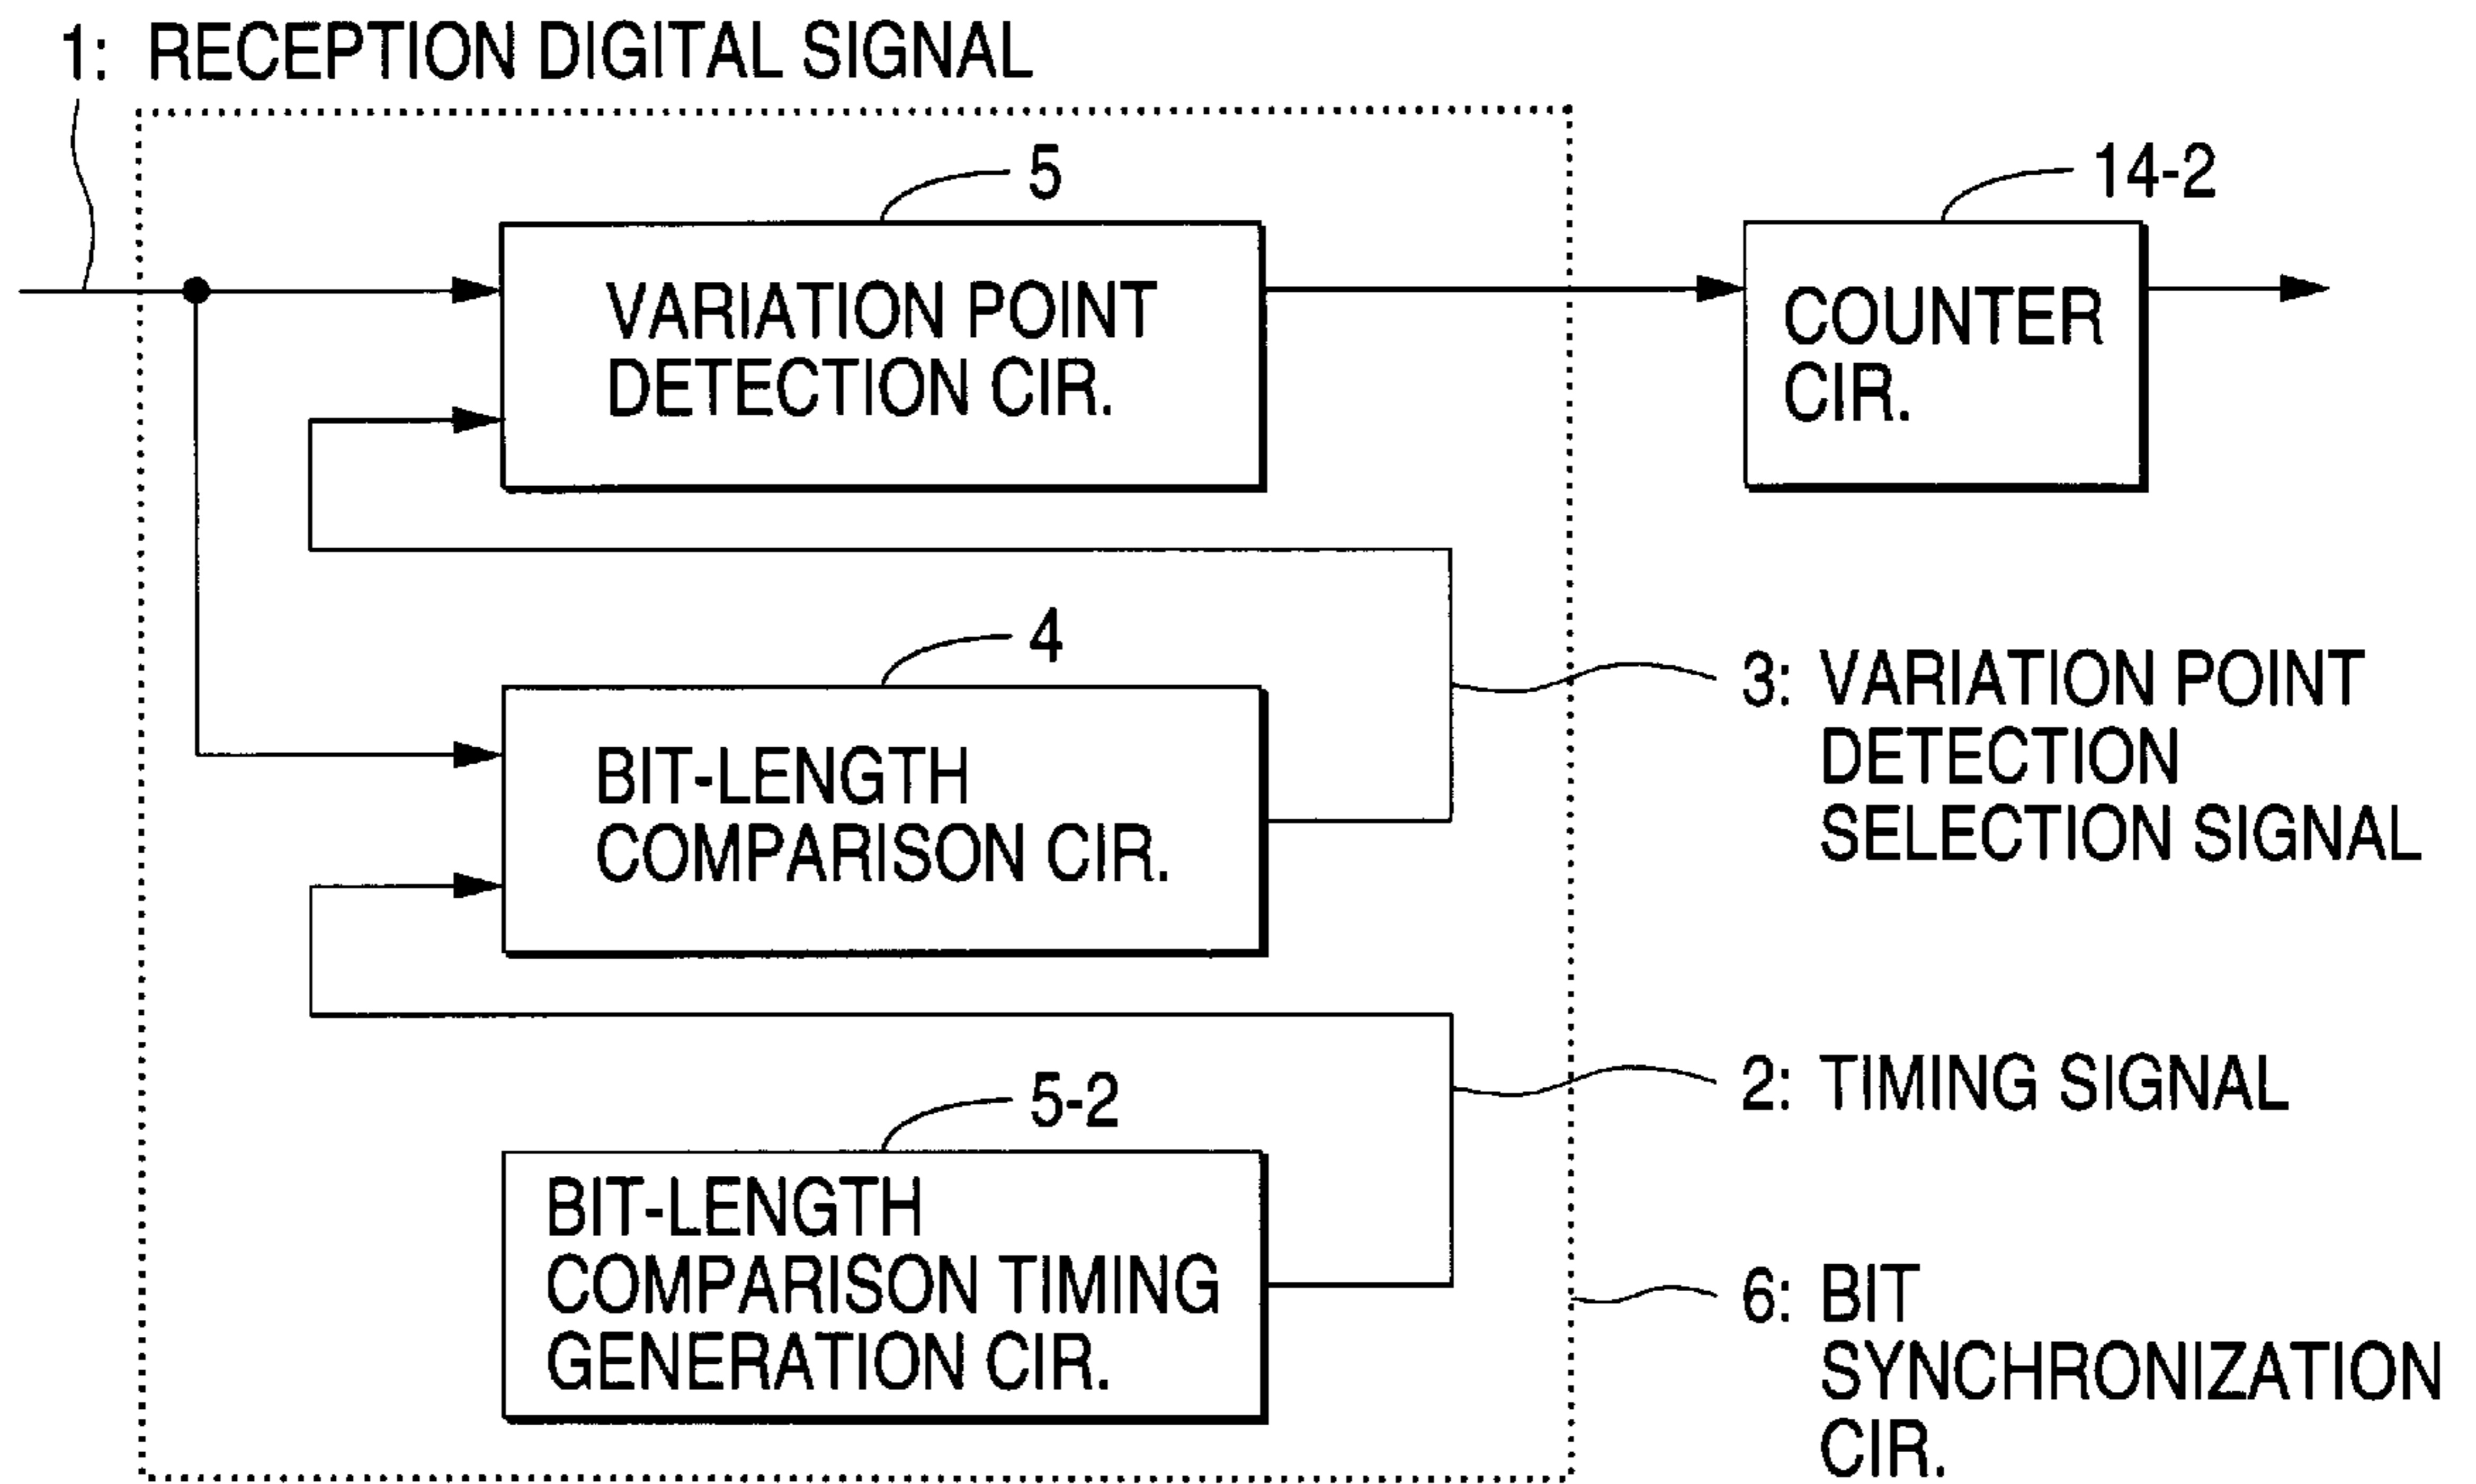 1: RECEPTION DIGITAL SIGNAL
5
14-2
VARIATION POINT
DETECTION CIR.
COUNTER
CIR.
4
3: VARIATION POINT
DETECTION
SELECTION SIGNAL
BIT-LENGTH
COMPARISON CIR.
2: TIMING SIGNAL
5-2
BIT-LENGTH
COMPARISON TIMING
GENERATION CIR.
6: BIT
SYNCHRONIZATION
CIR.